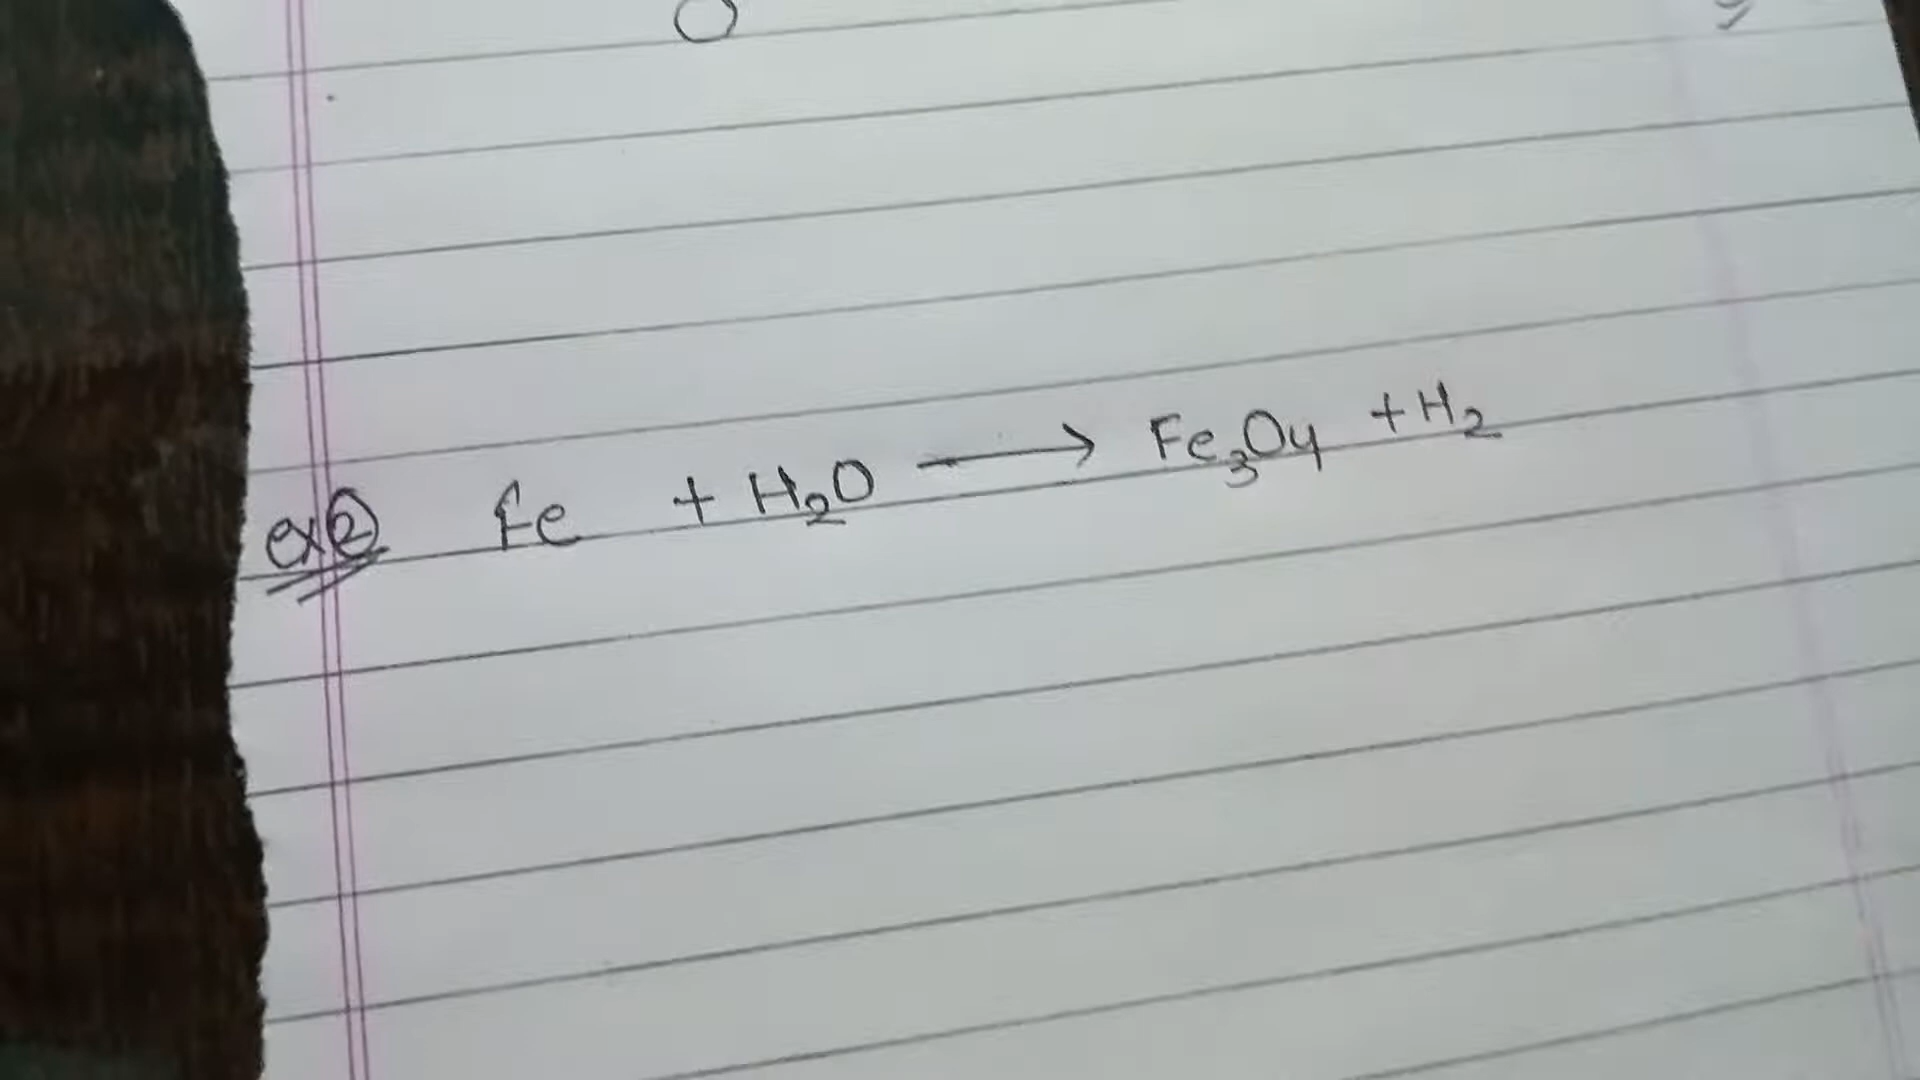 ex② Fe + H₂O ⟶ Fe₃O₄ + H₂